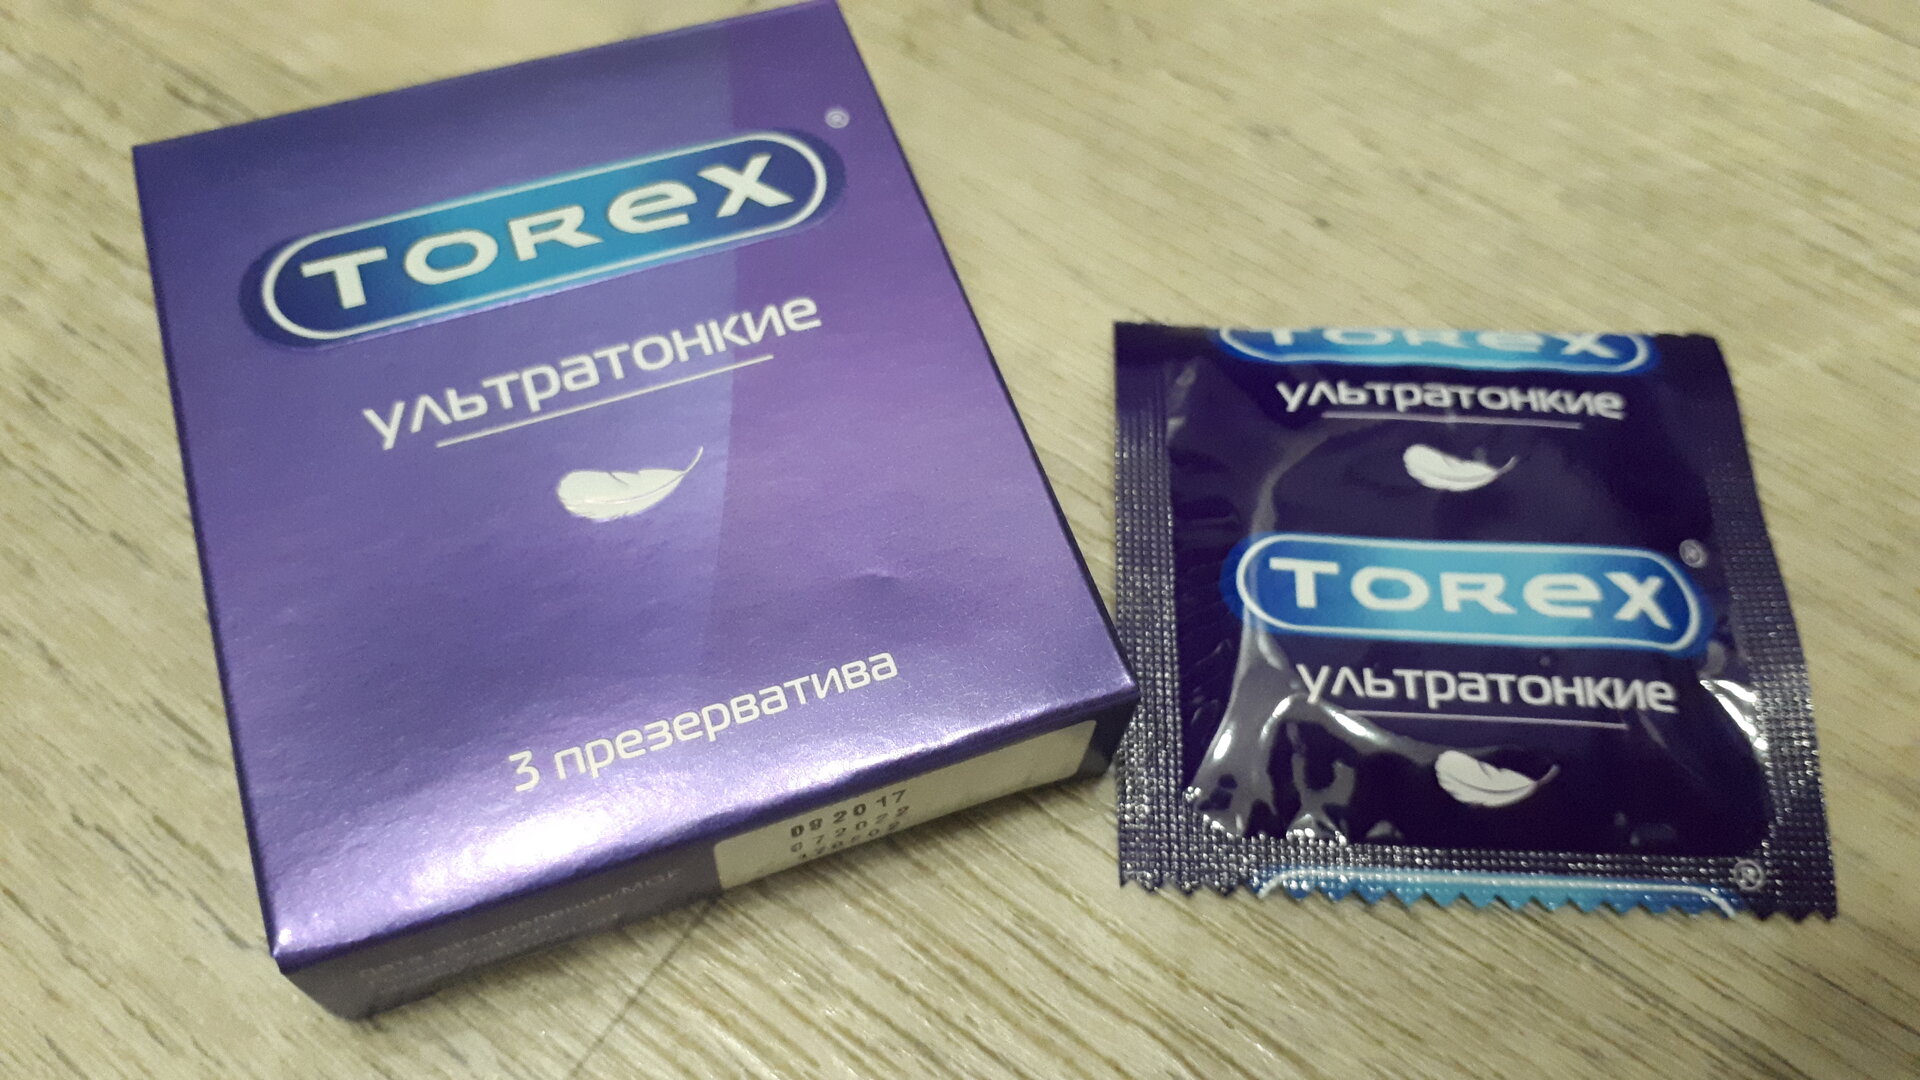 TOREX
®
ультратонкие
3 презерватива
09 2017
07 2022
TOREX
ультратонкие
TOREX
®
ультратонкие
®